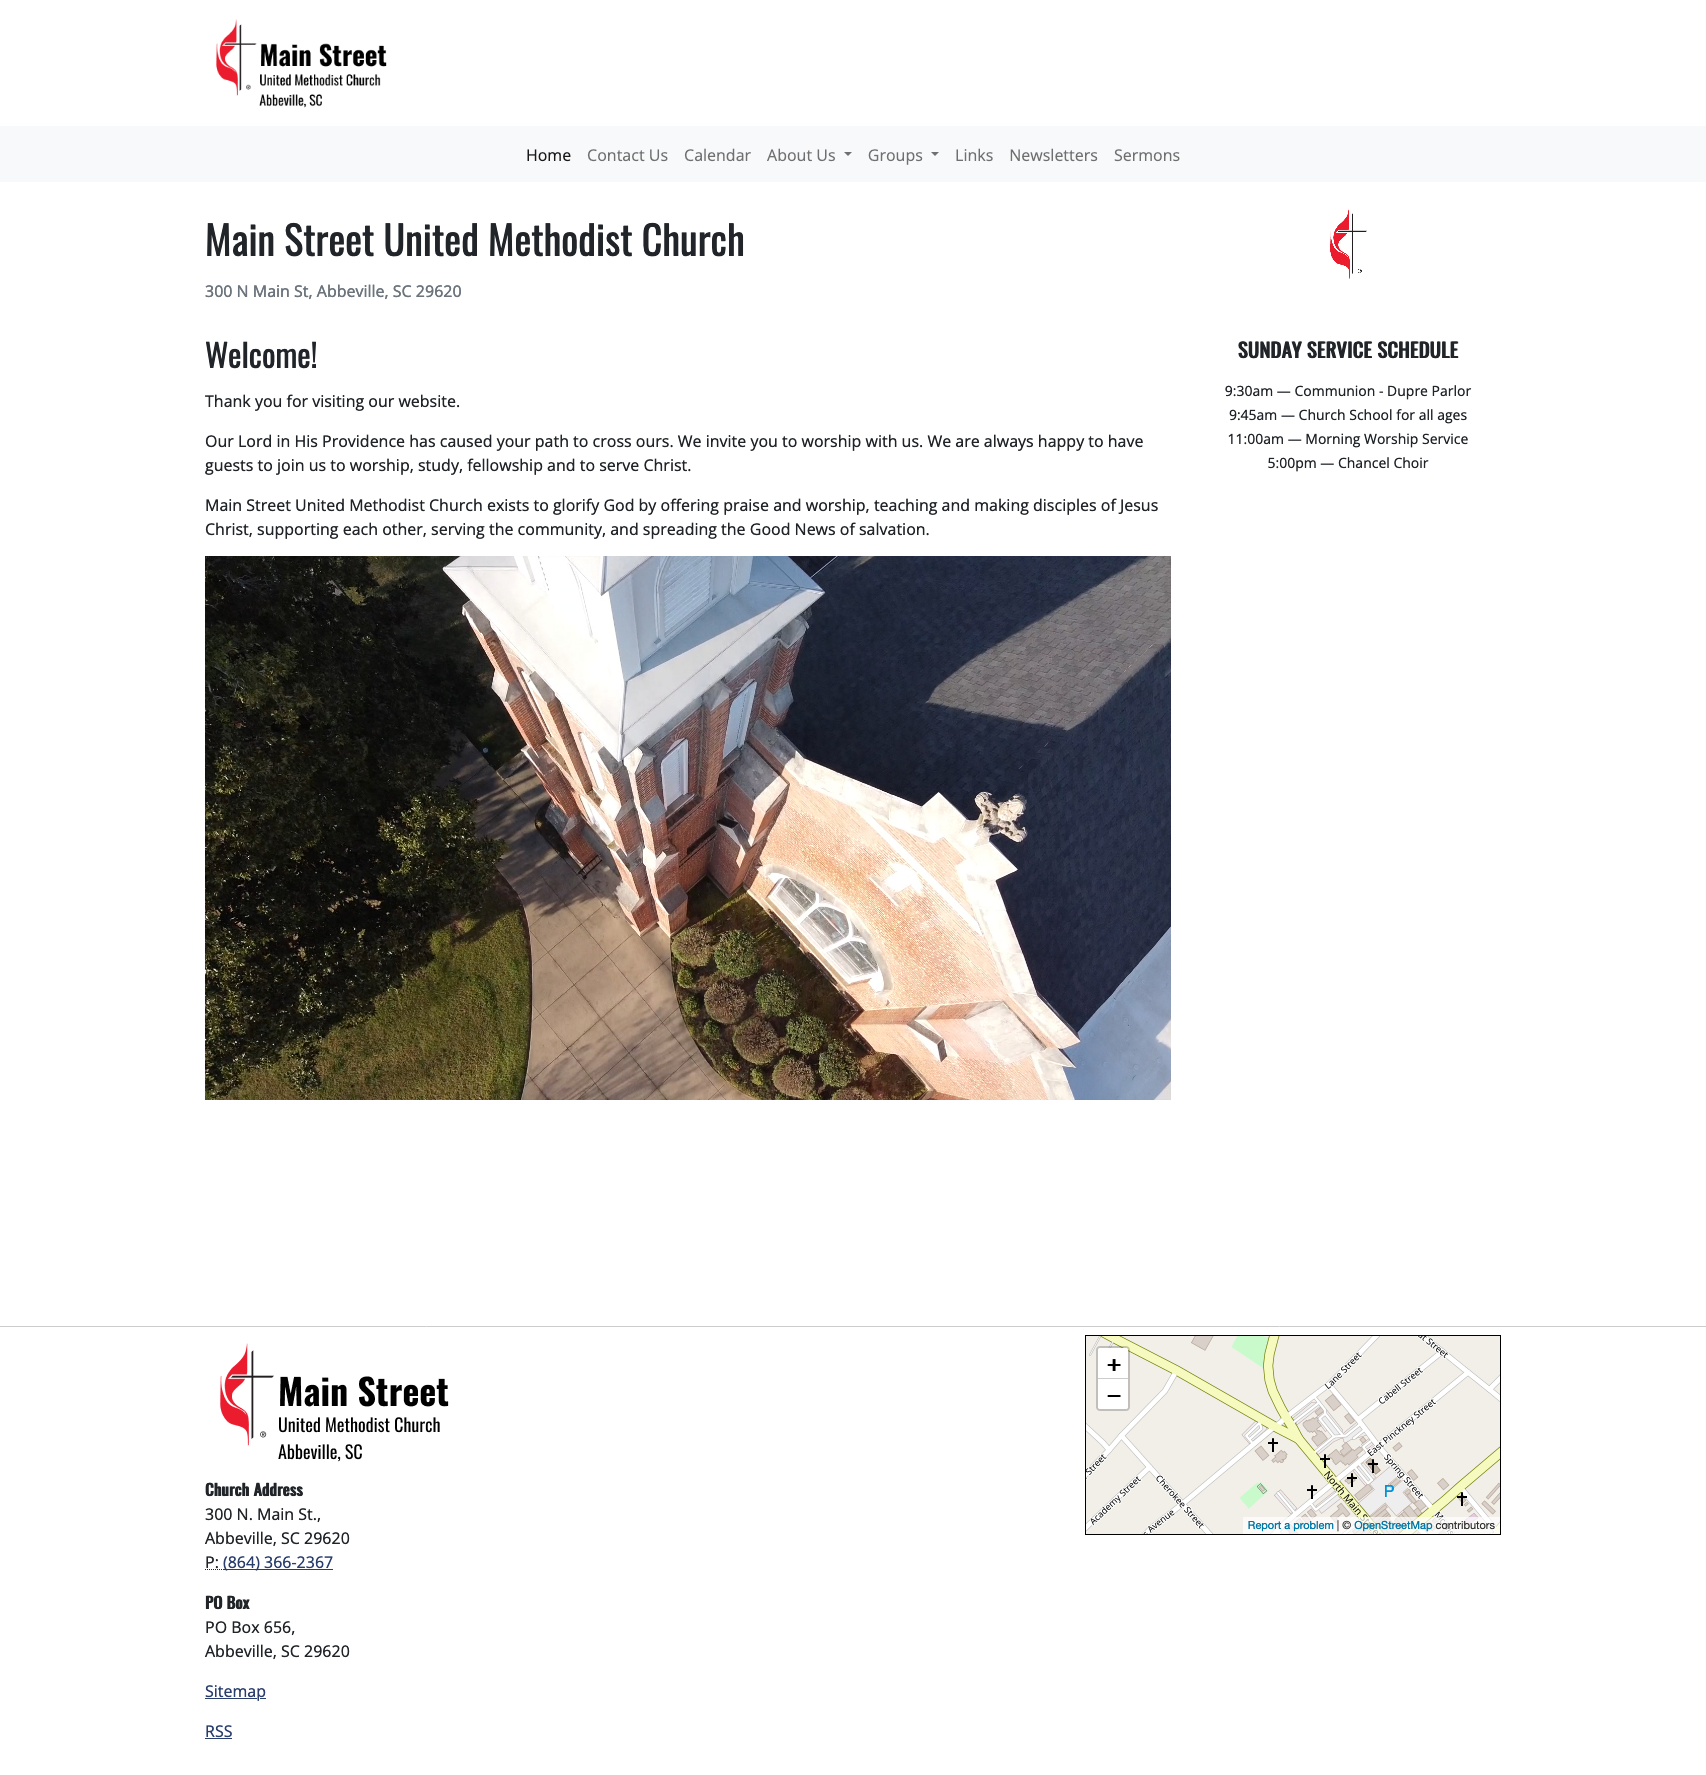 Main Street
United Methodist Church
Abbeville, SC
Home Contact Us Calendar About Us Groups Links Newsletters Sermons
Main Street United Methodist Church
300 N Main St, Abbeville, SC 29620
Welcome!
Thank you for visiting our website.
Our Lord in His Providence has caused your path to cross ours. We invite you to worship with us. We are always happy to have
guests to join us to worship, study, fellowship and to serve Christ.
Main Street United Methodist Church exists to glorify God by offering praise and worship, teaching and making disciples of Jesus
Christ, supporting each other, serving the community, and spreading the Good News of salvation.
SUNDAY SERVICE SCHEDULE
9:30am — Communion - Dupre Parlor
9:45am — Church School for all ages
11:00am — Morning Worship Service
5:00pm — Chancel Choir
Main Street
United Methodist Church
Abbeville, SC
Church Address
300 N. Main St.,
Abbeville, SC 29620
P: (864) 366-2367
PO Box
PO Box 656,
Abbeville, SC 29620
Sitemap
RSS
+
−
Street
Lane Street
Cabell Street
East Pinckney Street
Spring Street
North Main
Street
Academy Street
Cherokee Street
Avenue
P
Report a problem | © OpenStreetMap contributors